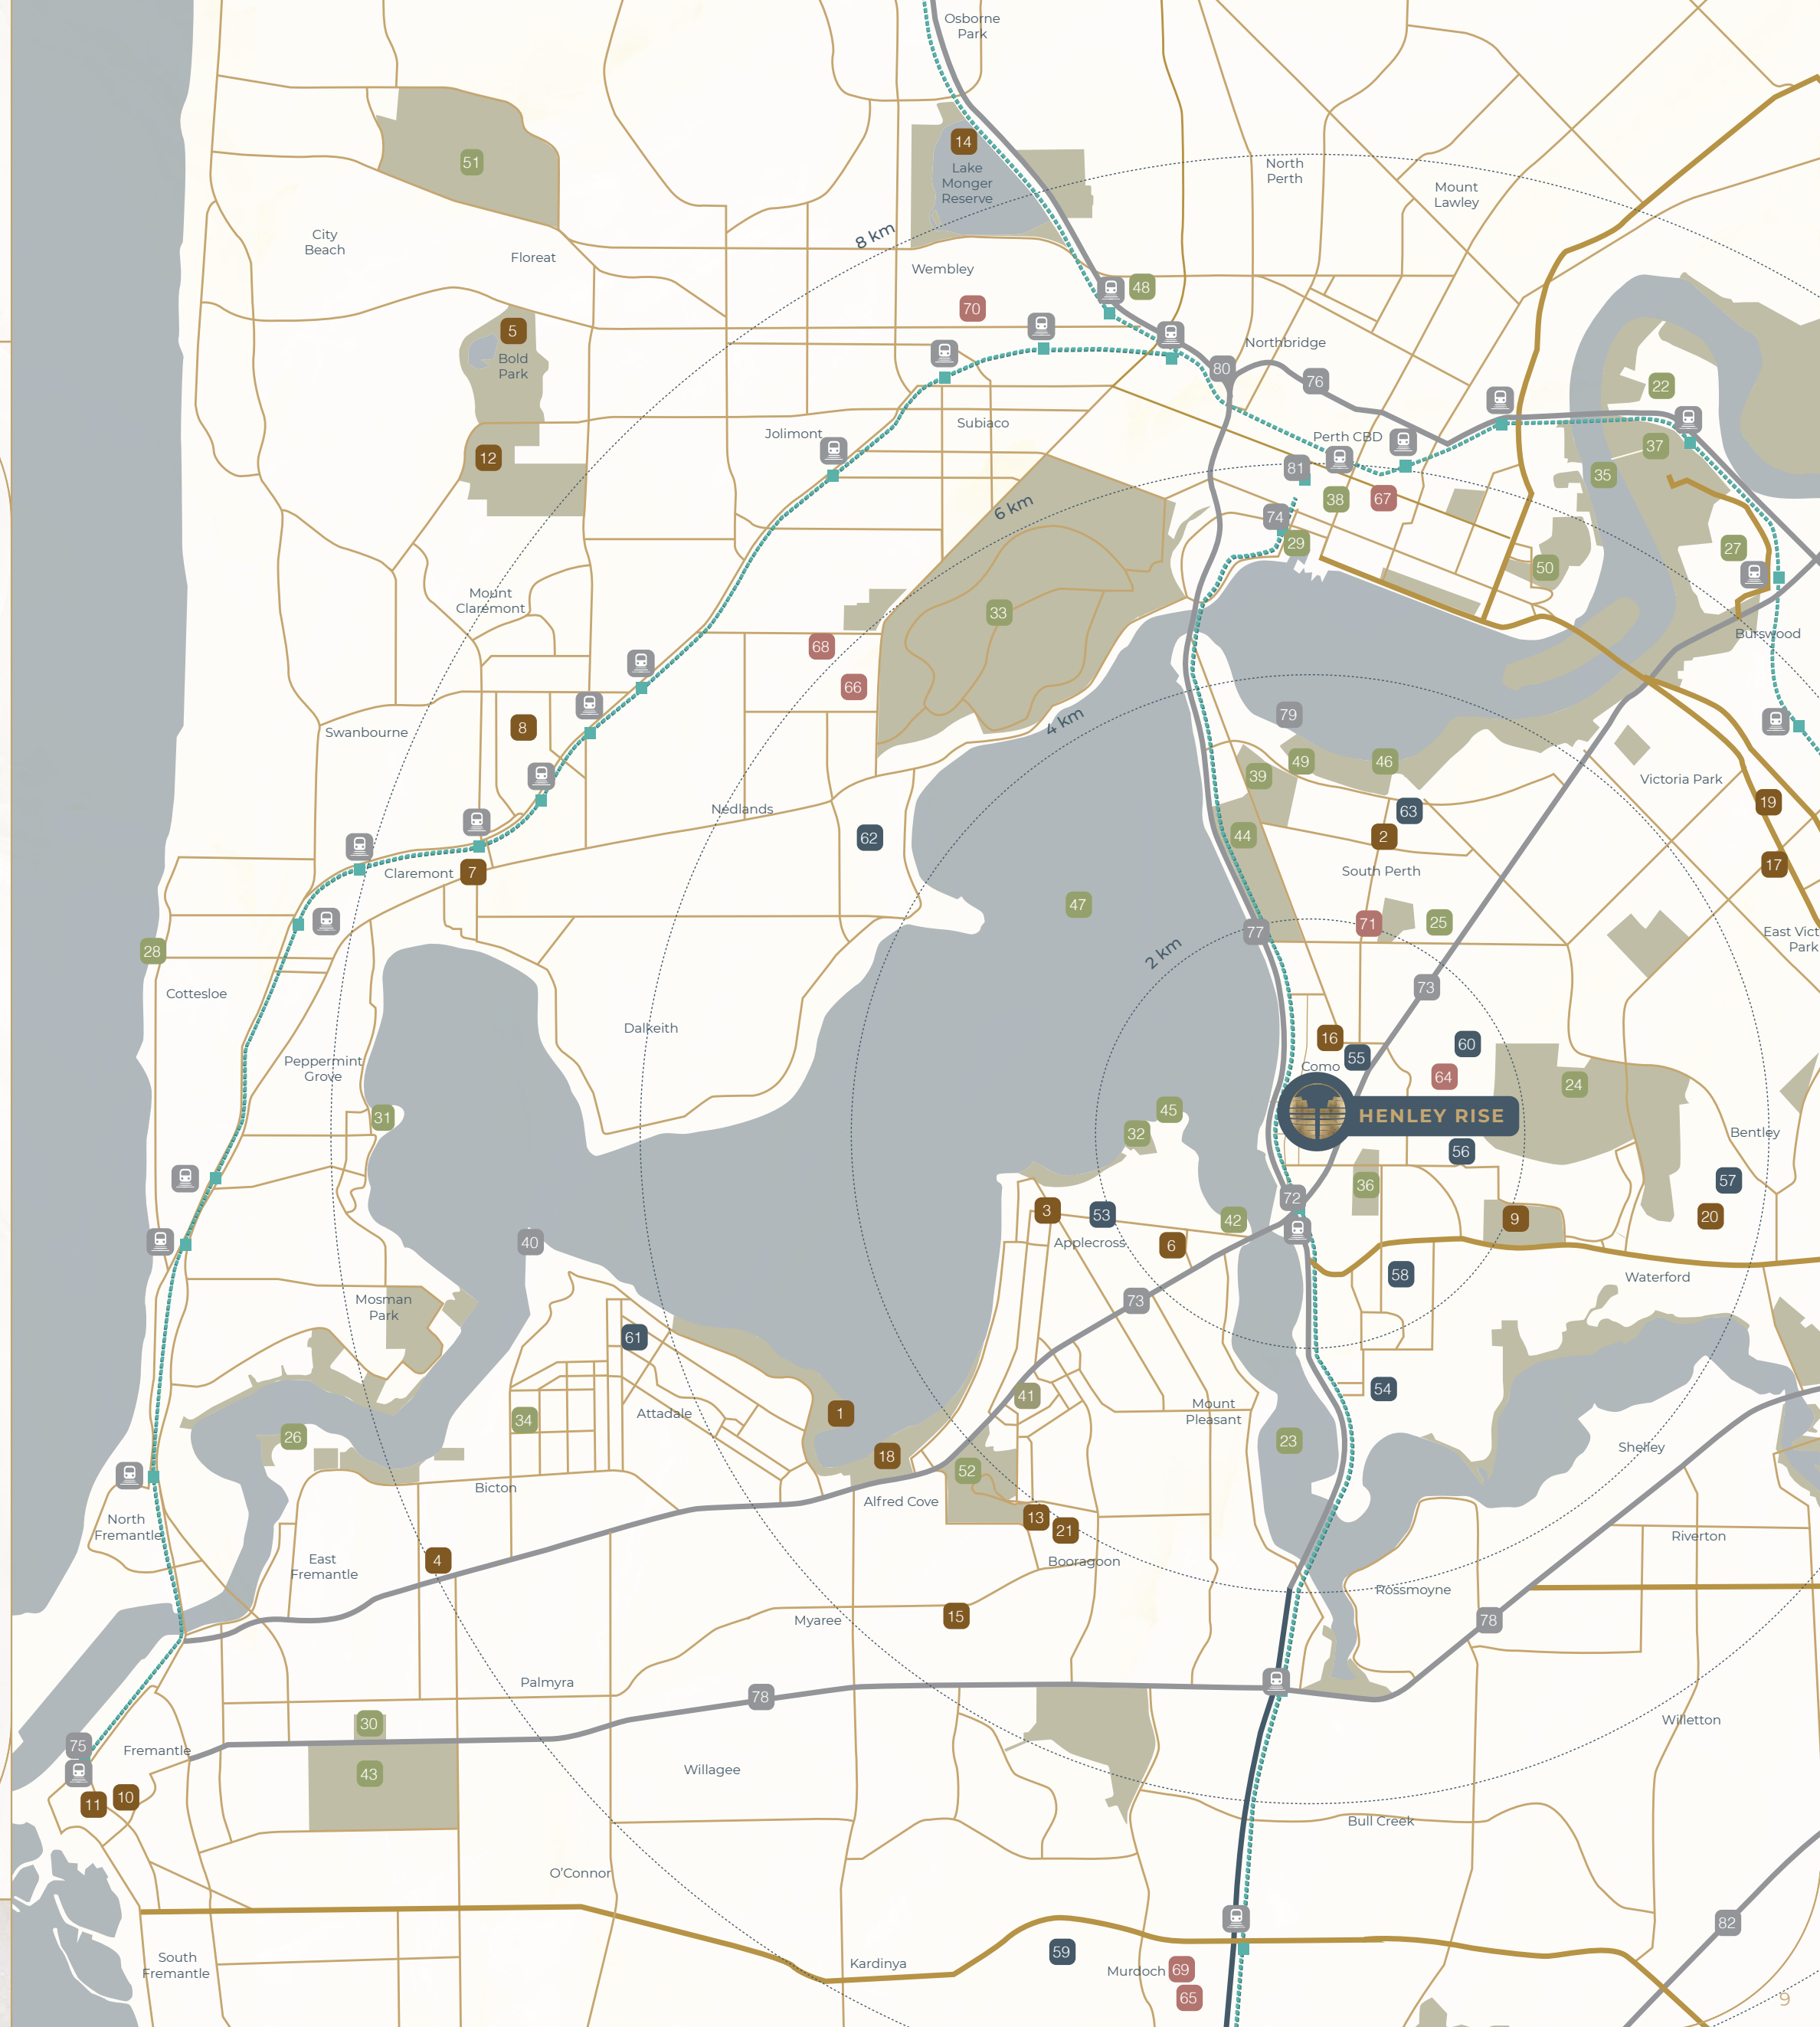 Osborne
Park
14
Lake
Monger
Reserve
51
North
Perth
Mount
Lawley
8 km
City
Beach
Floreat
Wembley
48
70
5
Bold
Park
Northbridge
80
76
22
Subiaco
Jolimont
Perth CBD
37
12
81
35
6 km
38
67
74
29
27
50
Mount
Claremont
33
Burswood
68
66
4 km
79
8
Swanbourne
49
46
39
Victoria Park
19
Nedlands
63
62
44
2
17
Claremont
7
South Perth
47
71
25
77
East Vict
Park
28
2 km
Cottesloe
73
Dalkeith
16
60
55
Peppermint
Grove
Como
64
24
31
45
HENLEY RISE
32
Bentley
56
57
36
72
3
53
42
9
20
40
Applecross
6
58
Waterford
73
Mosman
Park
61
54
41
34
Attadale
1
Mount
Pleasant
26
23
Shelley
18
52
Bicton
Alfred Cove
13
21
North
Fremantle
Riverton
4
East
Fremantle
Booragoon
Rossmoyne
15
Myaree
78
Palmyra
78
30
Willetton
75
Fremantle
43
Willagee
11
10
Bull Creek
O'Connor
82
59
South
Fremantle
Kardinya
Murdoch
69
65
9